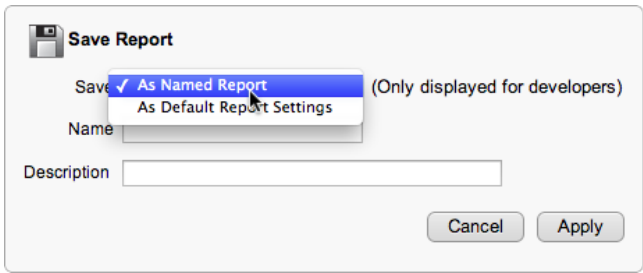 Save Report
Save ✓ As Named Report (Only displayed for developers)
As Default Report Settings
Name
Description
Cancel Apply